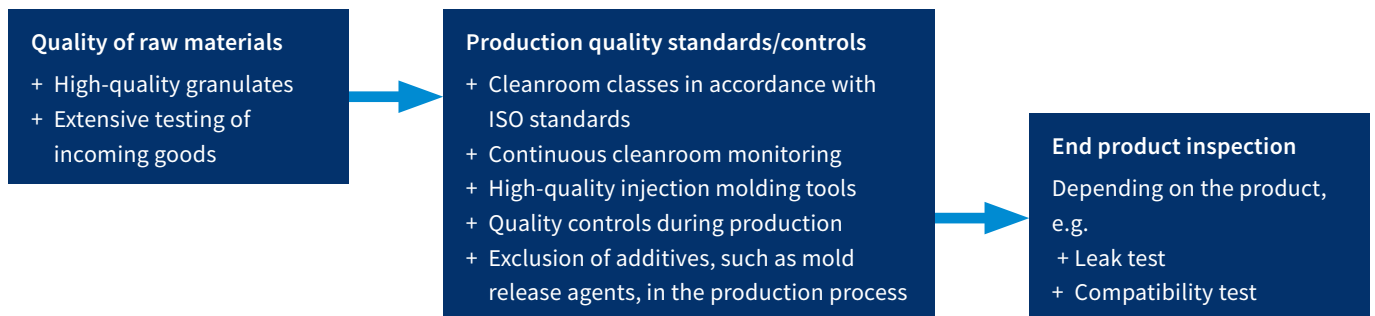 Quality of raw materials
+ High-quality granulates
+ Extensive testing of
incoming goods
Production quality standards/controls
+ Cleanroom classes in accordance with
ISO standards
+ Continuous cleanroom monitoring
+ High-quality injection molding tools
+ Quality controls during production
+ Exclusion of additives, such as mold
release agents, in the production process
End product inspection
Depending on the product,
e.g.
+ Leak test
+ Compatibility test